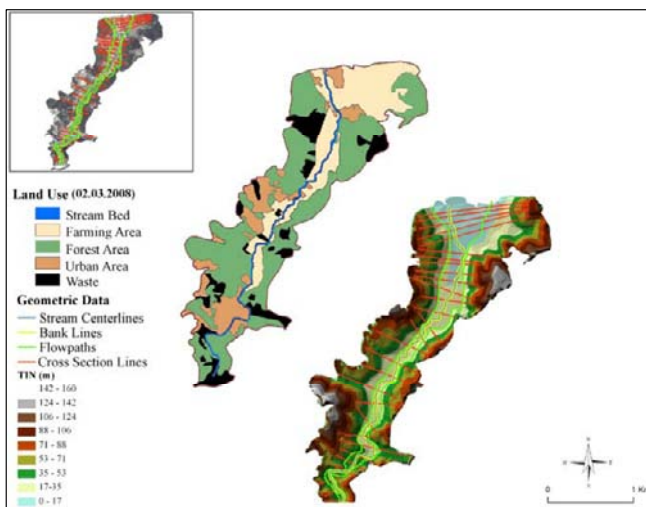 Land Use (02.03.2008)
Stream Bed
Farming Area
Forest Area
Urban Area
Waste
Geometric Data
Stream Centerlines
Bank Lines
Flowpaths
Cross Section Lines
TIN (m)
142 - 160
124 - 142
106 - 124
88 - 106
71 - 88
53 - 71
35 - 53
17-35
0 - 17
0